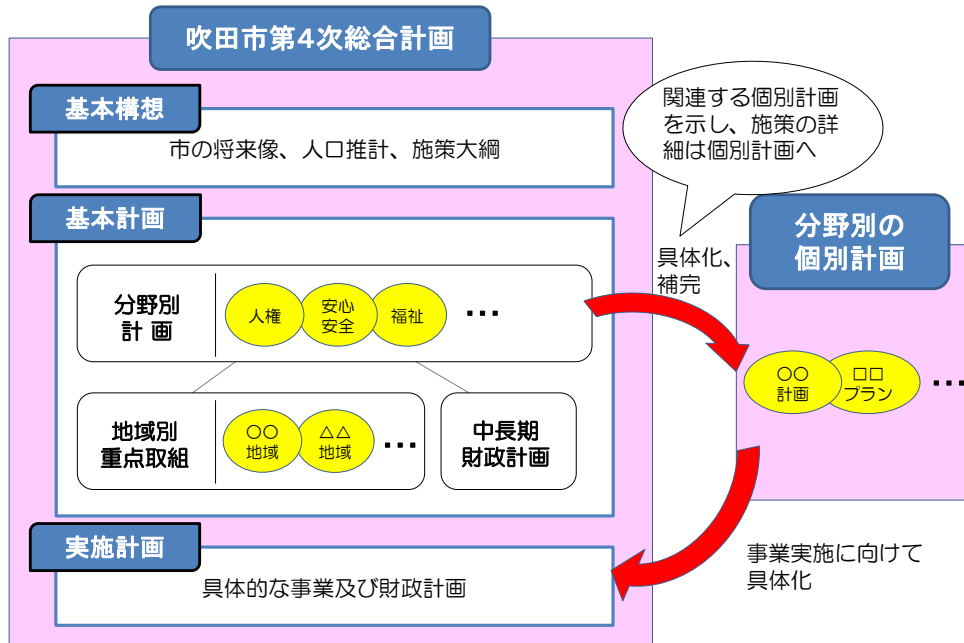 吹田市第4次総合計画
基本構想
市の将来像、人口推計、施策大綱
関連する個別計画
を示し、施策の詳
細は個別計画へ
基本計画
分野別
計 画
人権
安心
安全
福祉
…
具体化、
補完
分野別の
個別計画
○○
計画
□□
プラン
…
地域別
重点取組
○○
地域
△△
地域
…
中長期
財政計画
実施計画
具体的な事業及び財政計画
事業実施に向けて
具体化